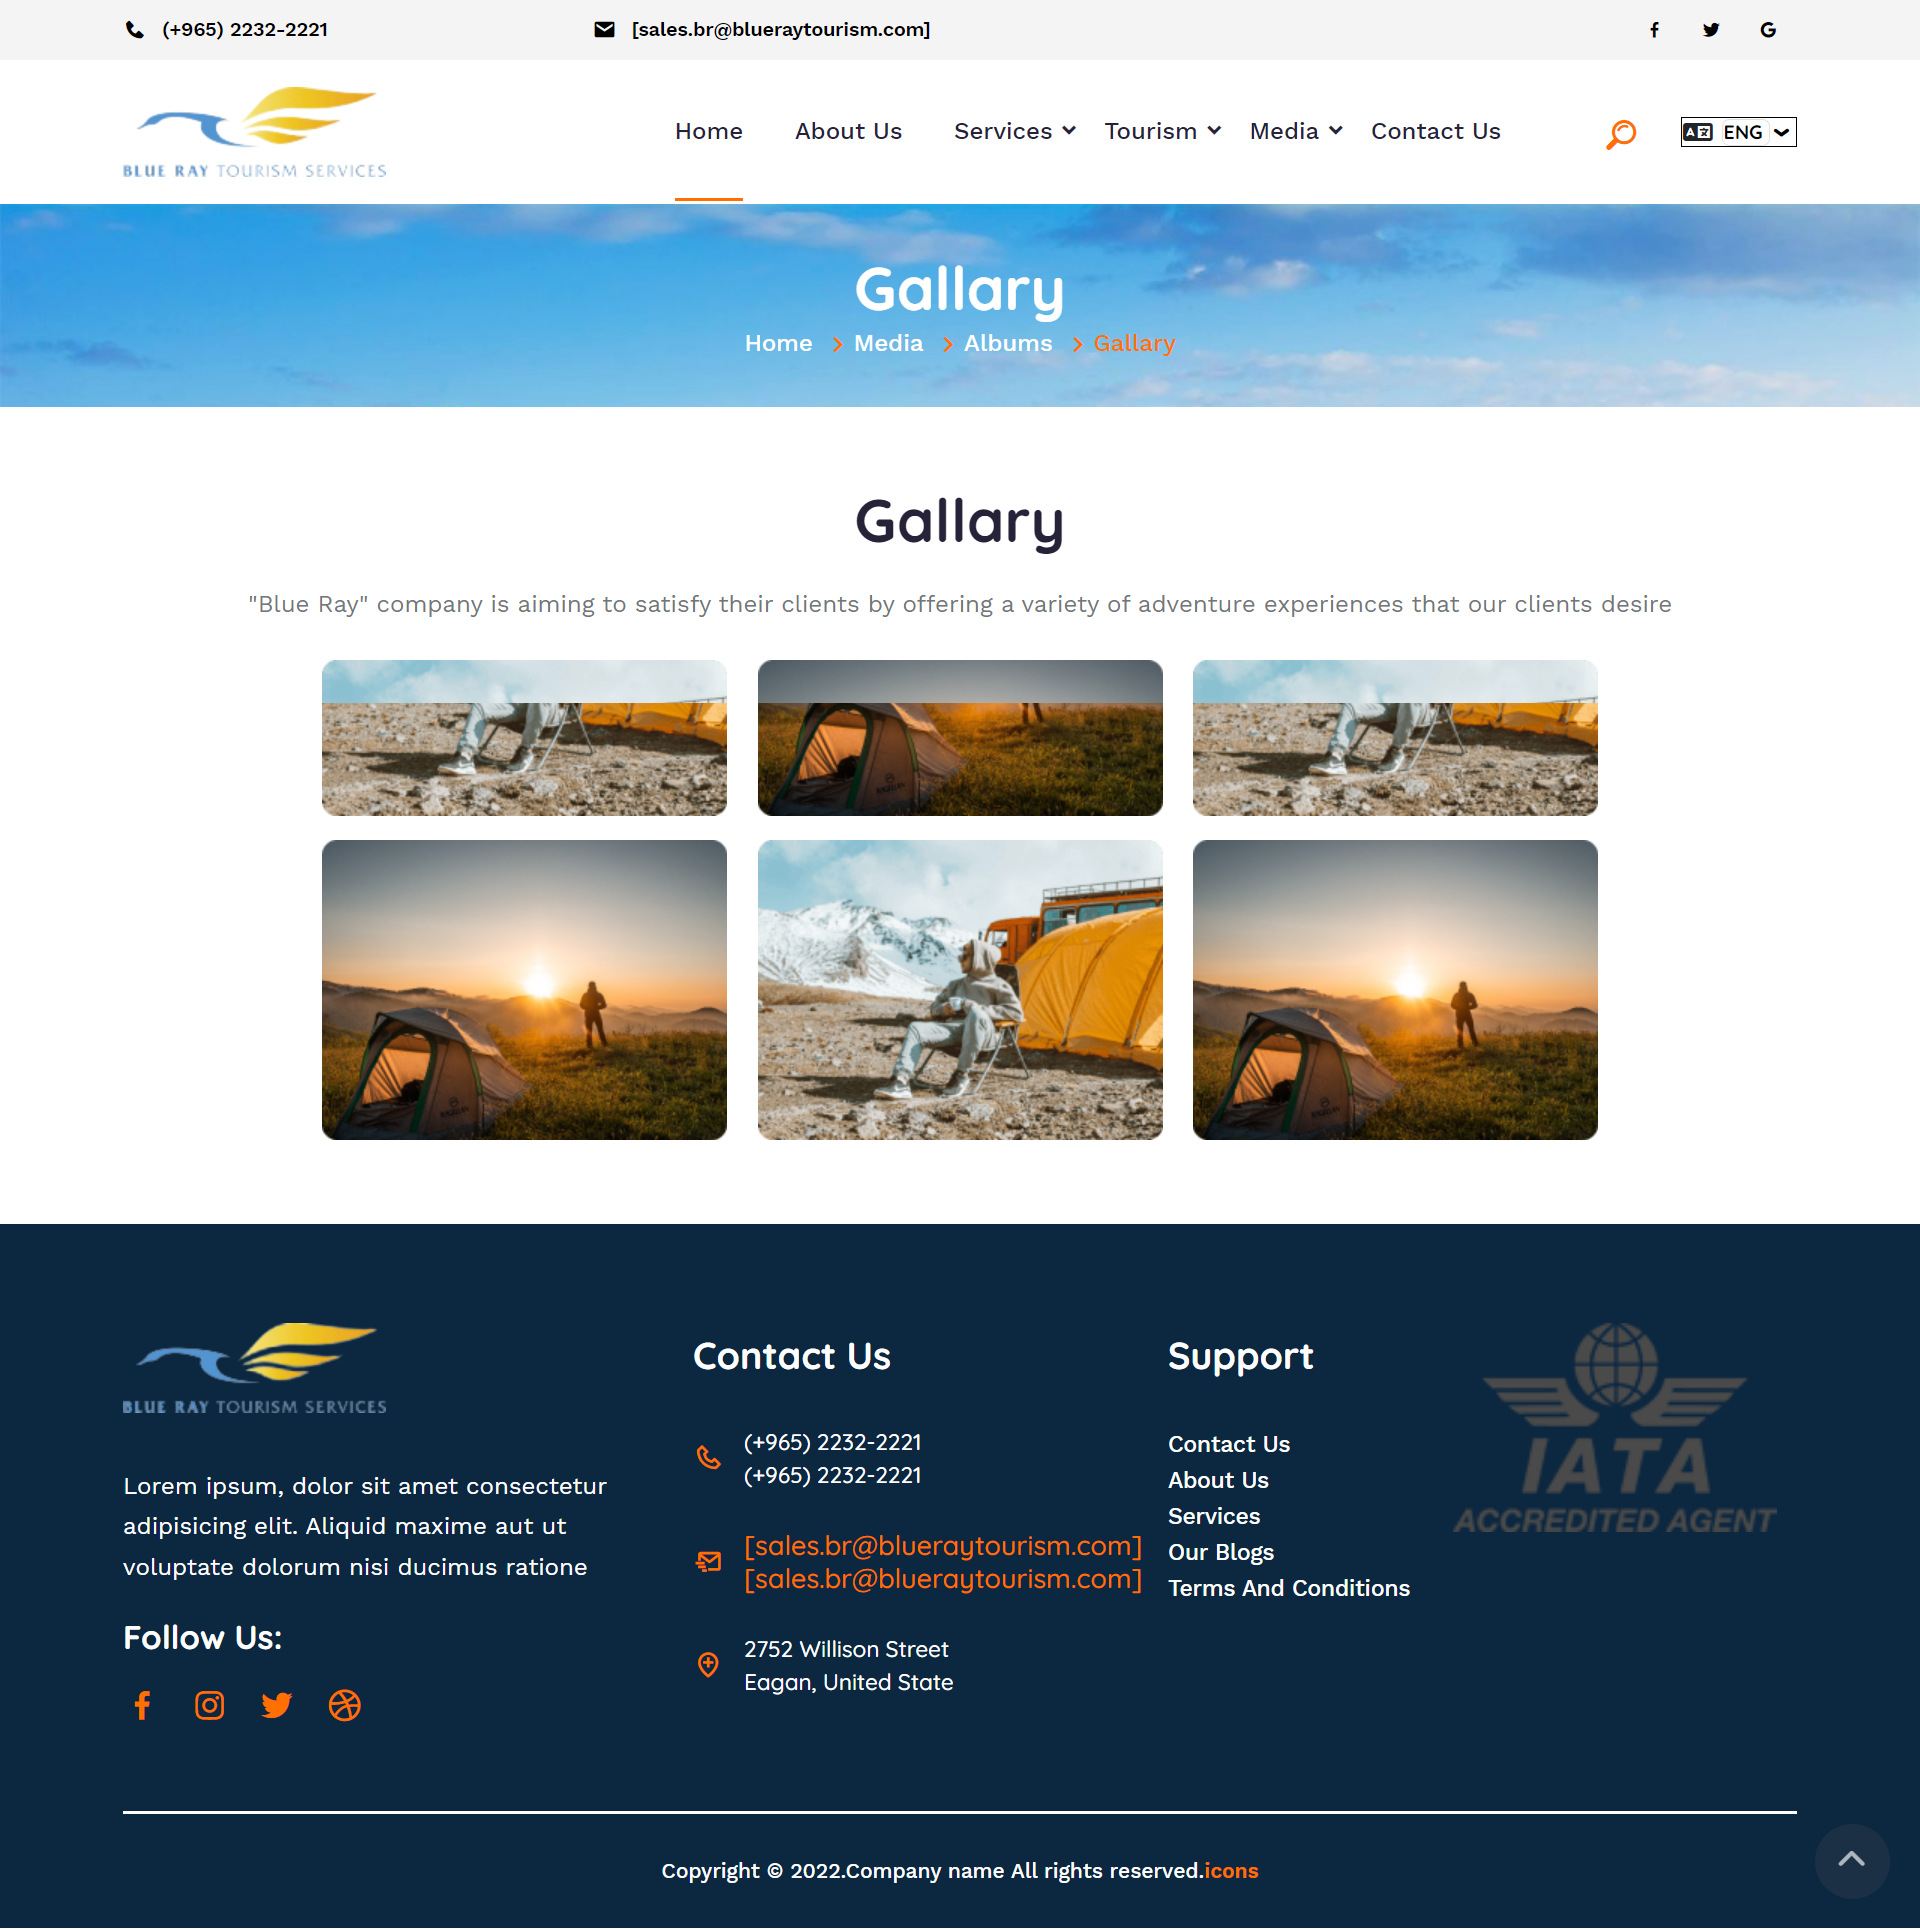 (+965) 2232-2221
[sales.br@blueraytourism.com]
BLUE RAY TOURISM SERVICES
Home
About Us
Services
Tourism
Media
Contact Us
ENG
Gallary
Home
Media
Albums
Gallary
Gallary
"Blue Ray" company is aiming to satisfy their clients by offering a variety of adventure experiences that our clients desire
BLUE RAY TOURISM SERVICES
Lorem ipsum, dolor sit amet consectetur
adipisicing elit. Aliquid maxime aut ut
voluptate dolorum nisi ducimus ratione
Follow Us:
Contact Us
(+965) 2232-2221
(+965) 2232-2221
[sales.br@blueraytourism.com]
[sales.br@blueraytourism.com]
2752 Willison Street
Eagan, United State
Support
Contact Us
About Us
Services
Our Blogs
Terms And Conditions
IATA
ACCREDITED AGENT
Copyright © 2022.Company name All rights reserved.icons